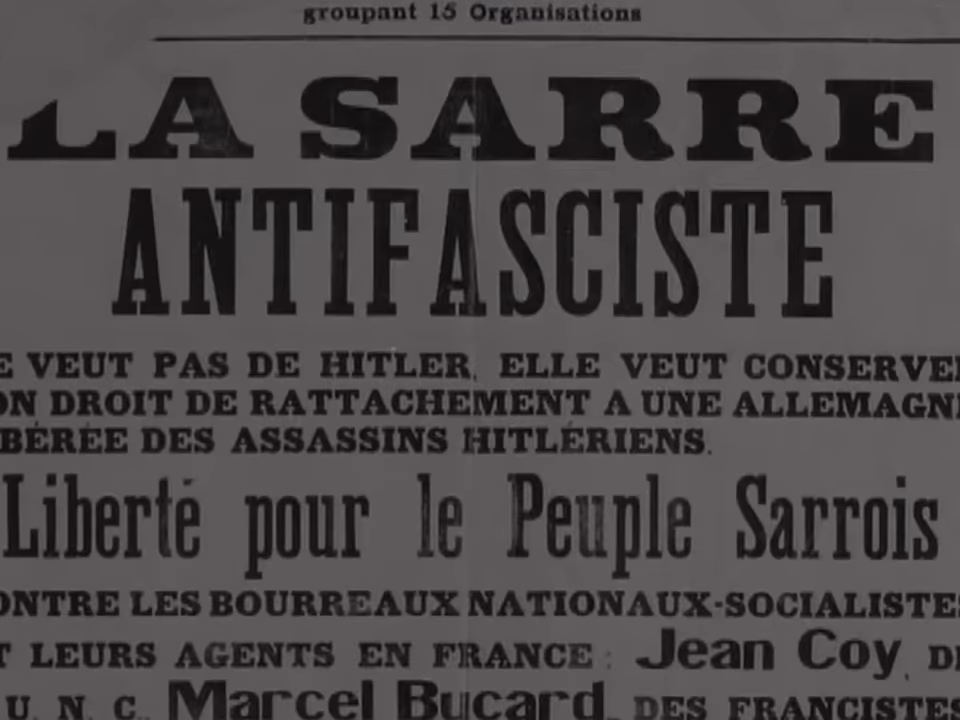 groupant 15 Organisations
LA SARRE
ANTIFASCISTE
E VEUT PAS DE HITLER, ELLE VEUT CONSERVE
ON DROIT DE RATTACHEMENT A UNE ALLEMAGN
BÉRÉE DES ASSASSINS HITLÉRIENS.
Liberté pour le Peuple Sarrois
ONTRE LES BOURREAUX NATIONAUX-SOCIALISTES
T LEURS AGENTS EN FRANCE : Jean Coy, D
U. N. C., Marcel Bucard, DES FRANCISTES